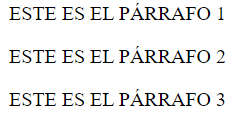 ESTE ES EL PÁRRAFO 1
ESTE ES EL PÁRRAFO 2
ESTE ES EL PÁRRAFO 3